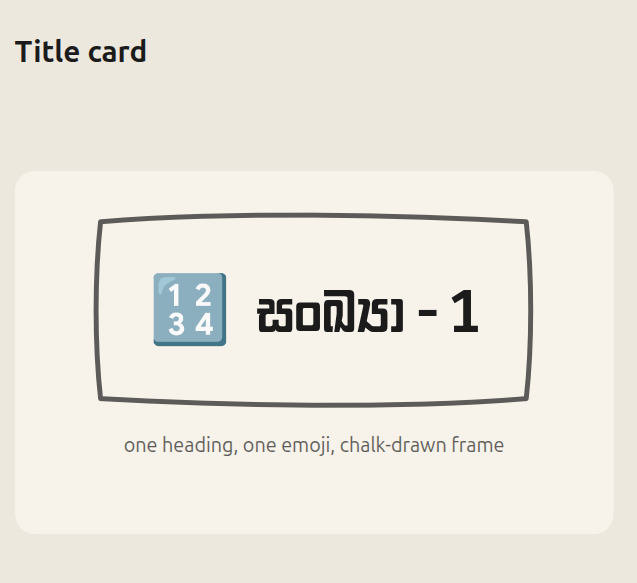 Title card
🔢 සංඛ්‍යා - 1
one heading, one emoji, chalk-drawn frame